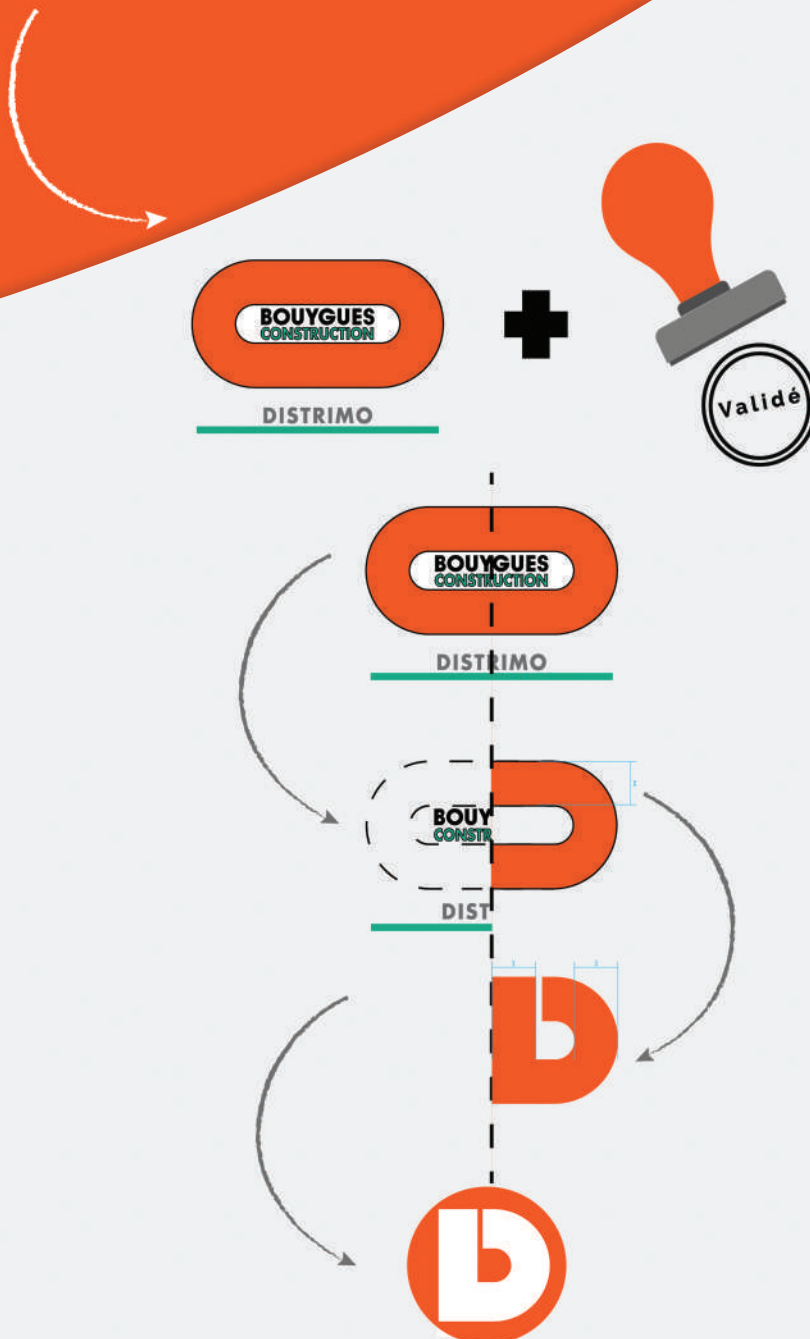 BOUYGUES
CONSTRUCTION
DISTRIMO
Validé
BOUYGUES
CONSTRUCTION
DISTRIMO
BOUY
CONSTR
DIST